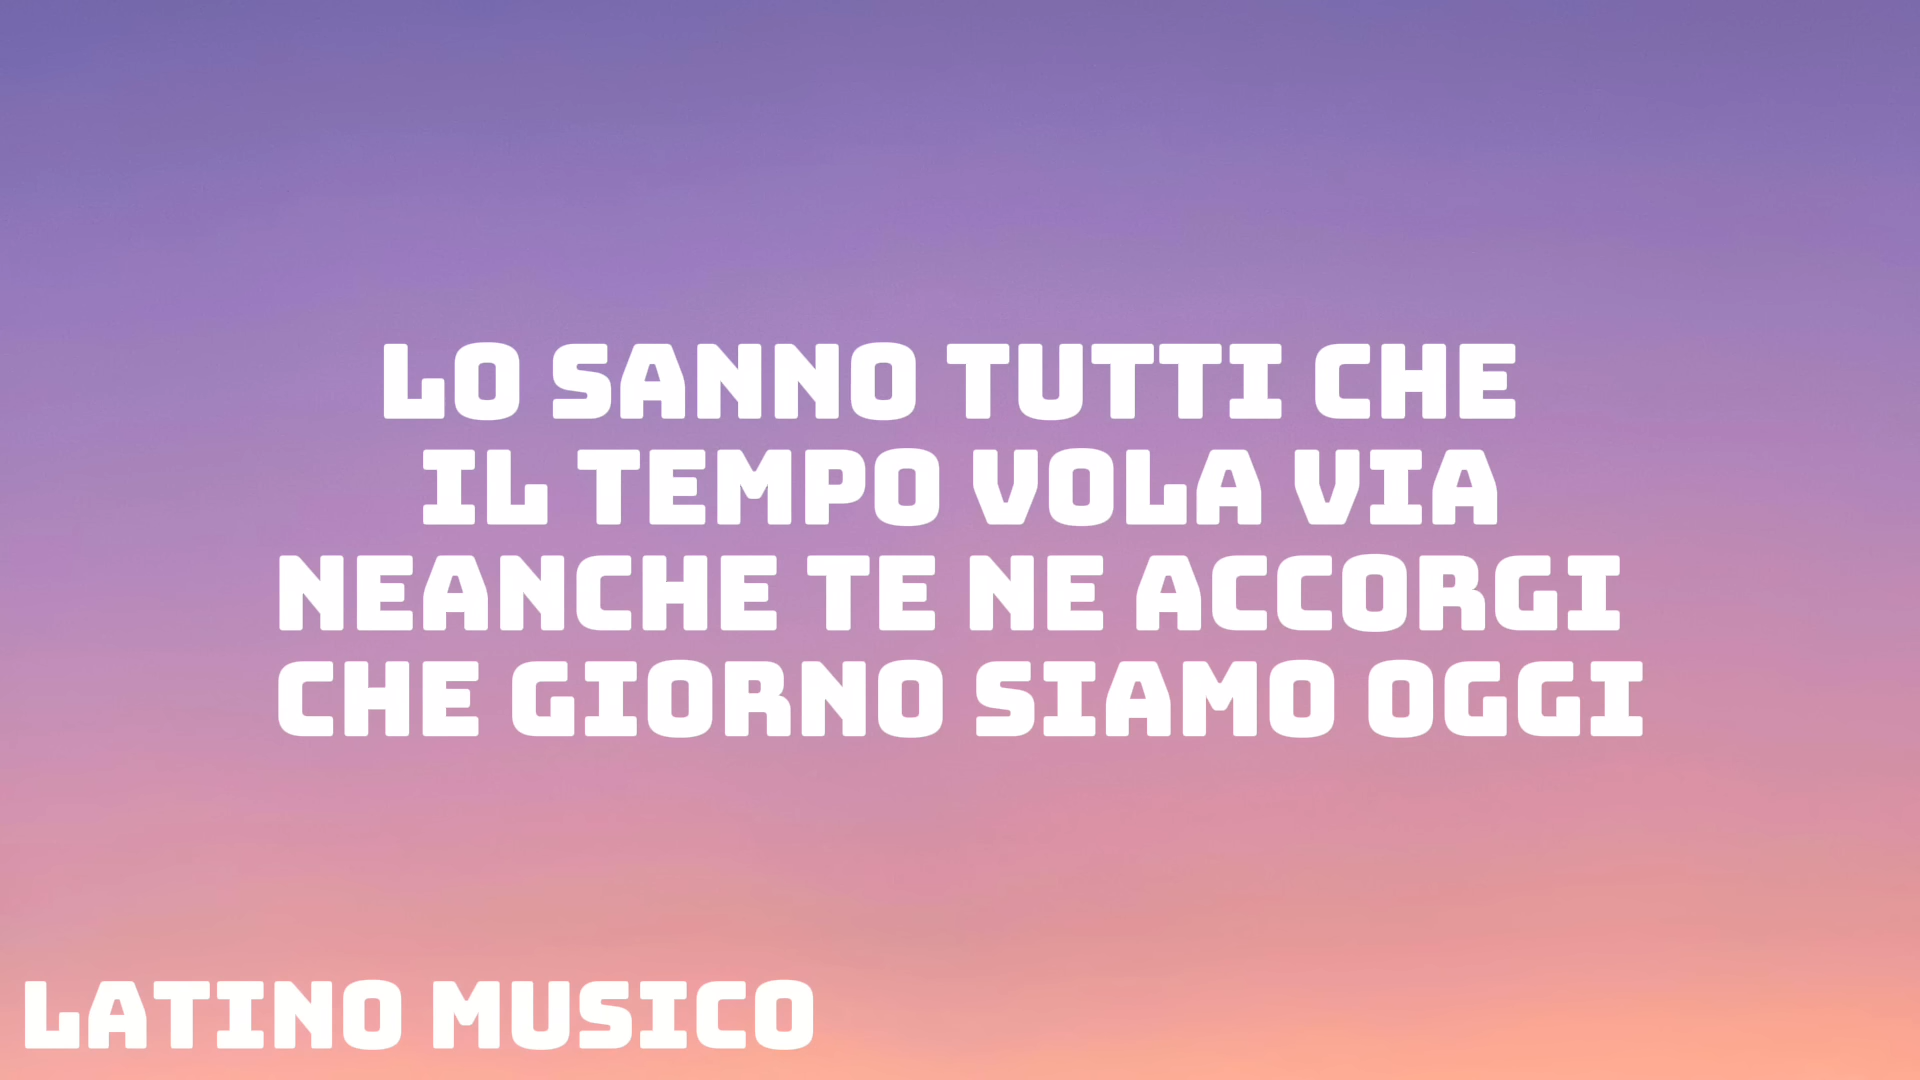 LO SANNO TUTTI CHE
IL TEMPO VOLA VIA
NEANCHE TE NE ACCORGI
CHE GIORNO SIAMO OGGI
LATINO MUSICO